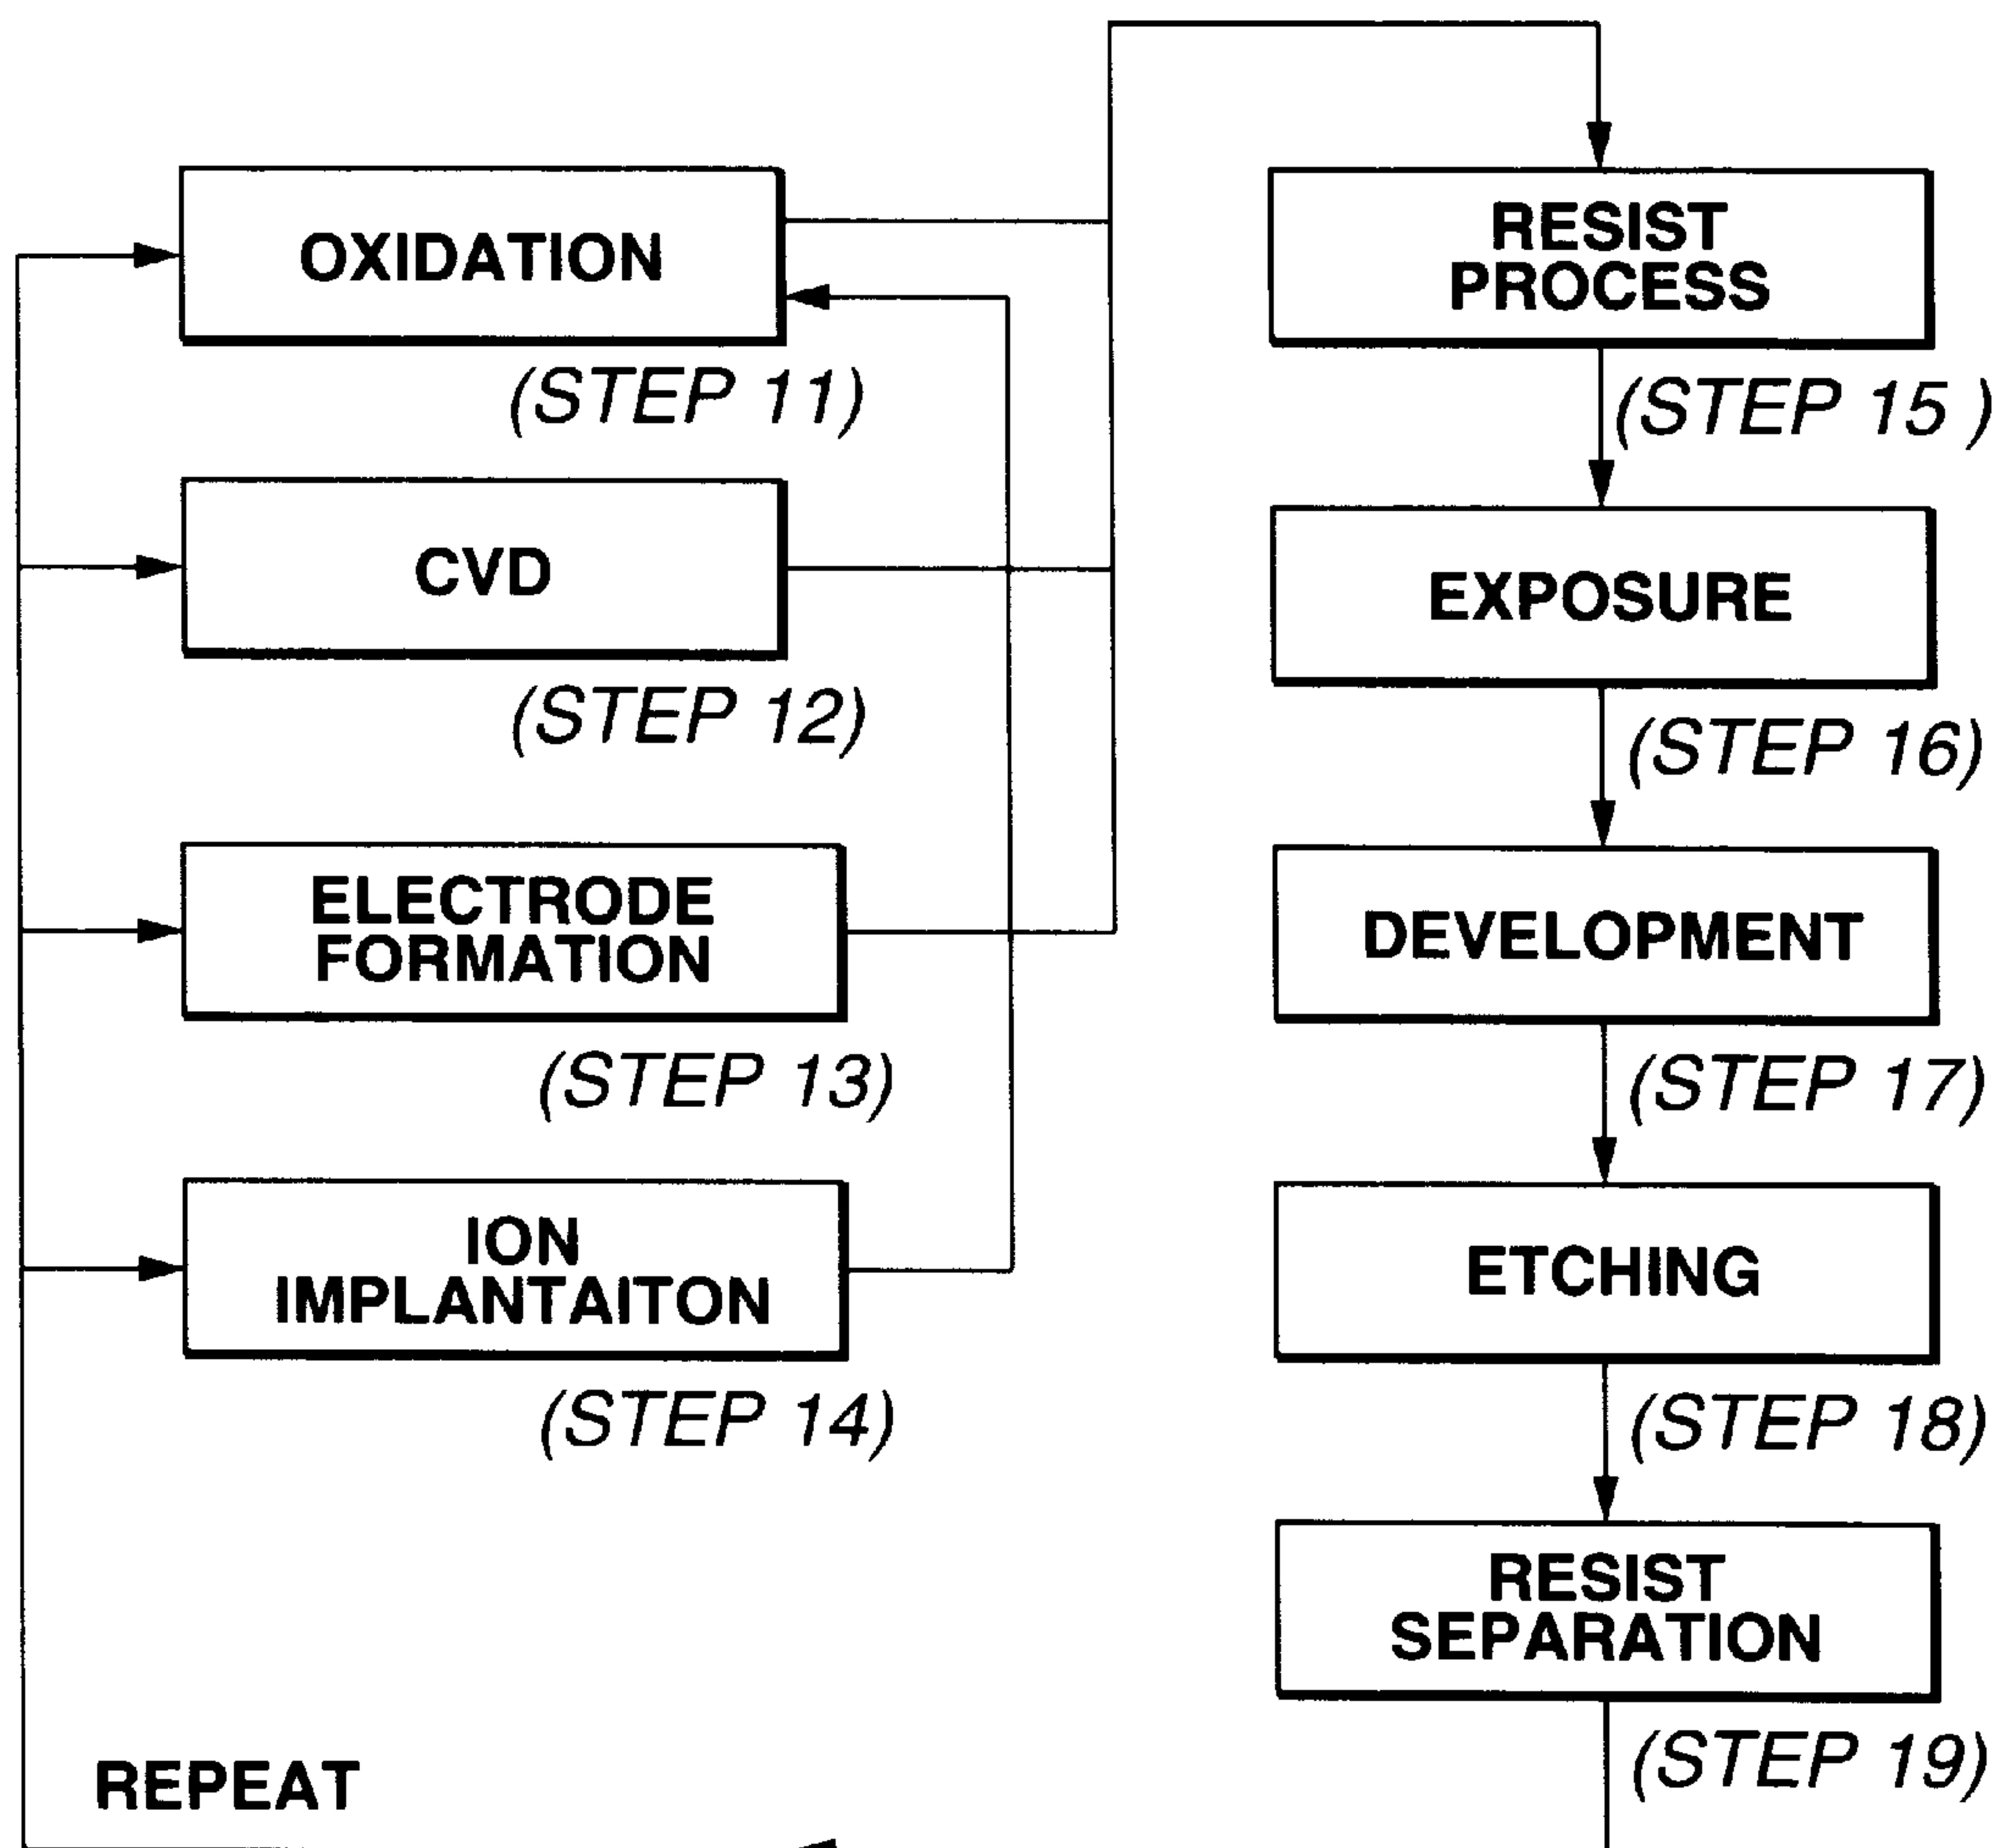 OXIDATION
(STEP 11)
CVD
(STEP 12)
ELECTRODE
FORMATION
(STEP 13)
ION
IMPLANTAITON
(STEP 14)
REPEAT
RESIST
PROCESS
(STEP 15 )
EXPOSURE
(STEP 16)
DEVELOPMENT
(STEP 17)
ETCHING
(STEP 18)
RESIST
SEPARATION
(STEP 19)